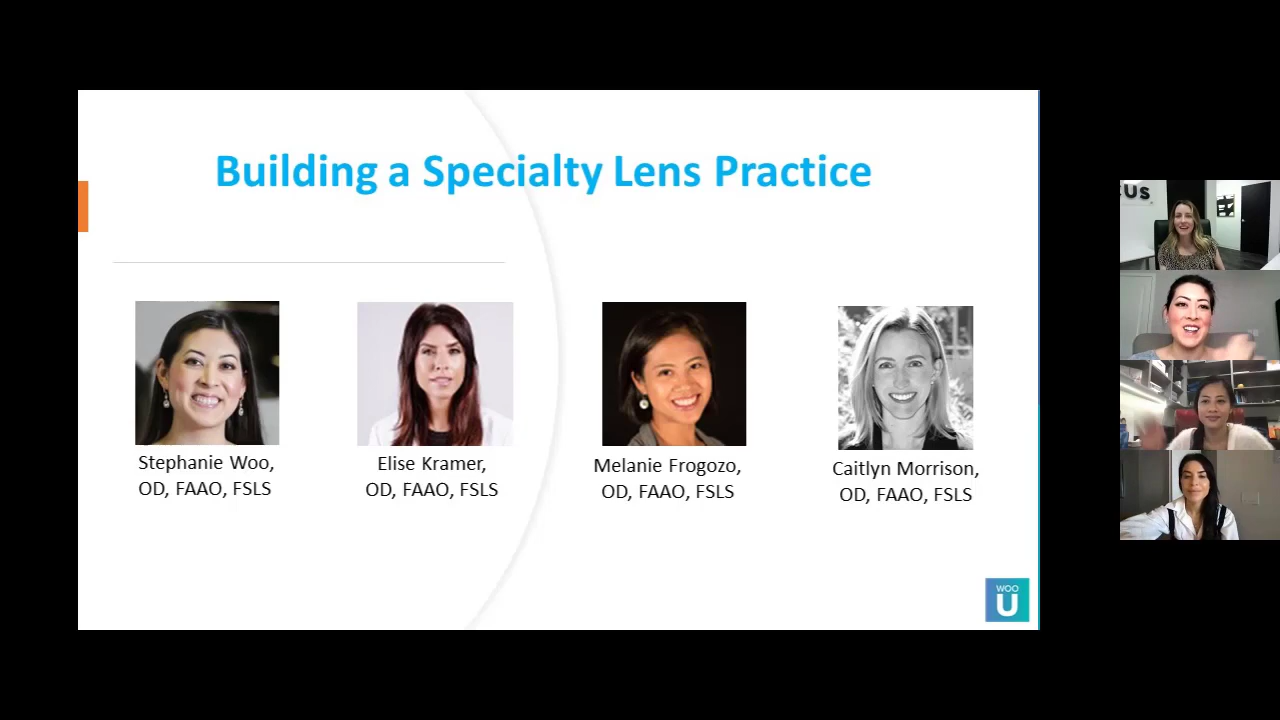 Building a Specialty Lens Practice
Stephanie Woo,
OD, FAAO, FSLS
Elise Kramer,
OD, FAAO, FSLS
Melanie Frogozo,
OD, FAAO, FSLS
Caitlyn Morrison,
OD, FAAO, FSLS
WOO
U
CUS